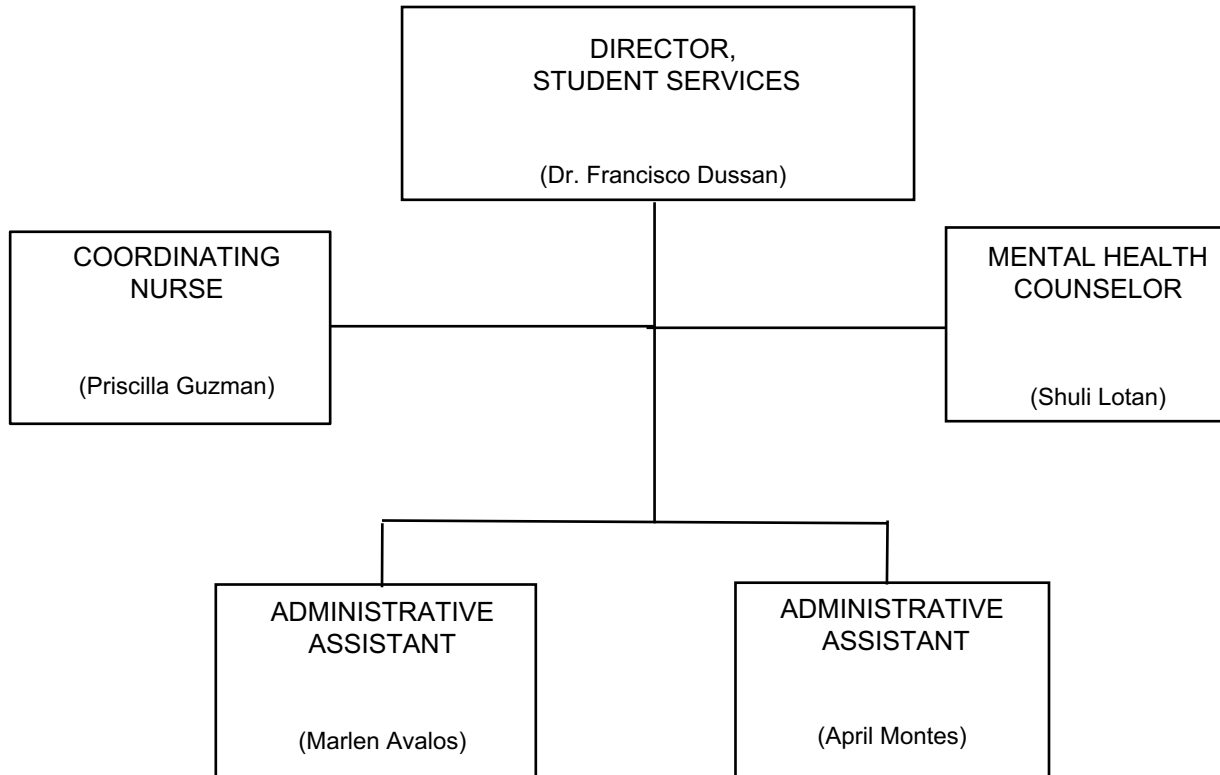 DIRECTOR,
STUDENT SERVICES
(Dr. Francisco Dussan)
COORDINATING
NURSE
(Priscilla Guzman)
MENTAL HEALTH
COUNSELOR
(Shuli Lotan)
ADMINISTRATIVE
ASSISTANT
(Marlen Avalos)
ADMINISTRATIVE
ASSISTANT
(April Montes)